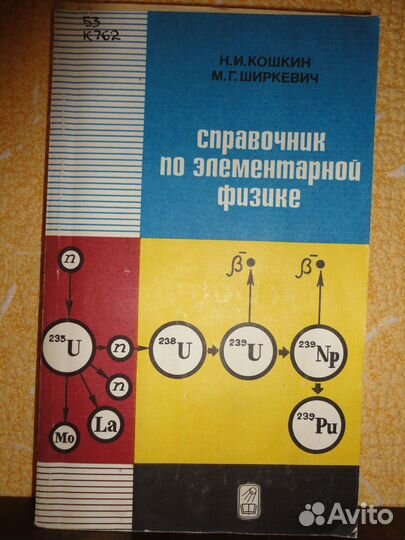 53
К762
Н.И.КОШКИН
М.Г.ШИРКЕВИЧ
справочник
по элементарной
физике
n
β⁻
β⁻
²³⁵U
n
²³⁸U
²³⁹U
²³⁹Np
n
La
Mo
²³⁹Pu
Avito